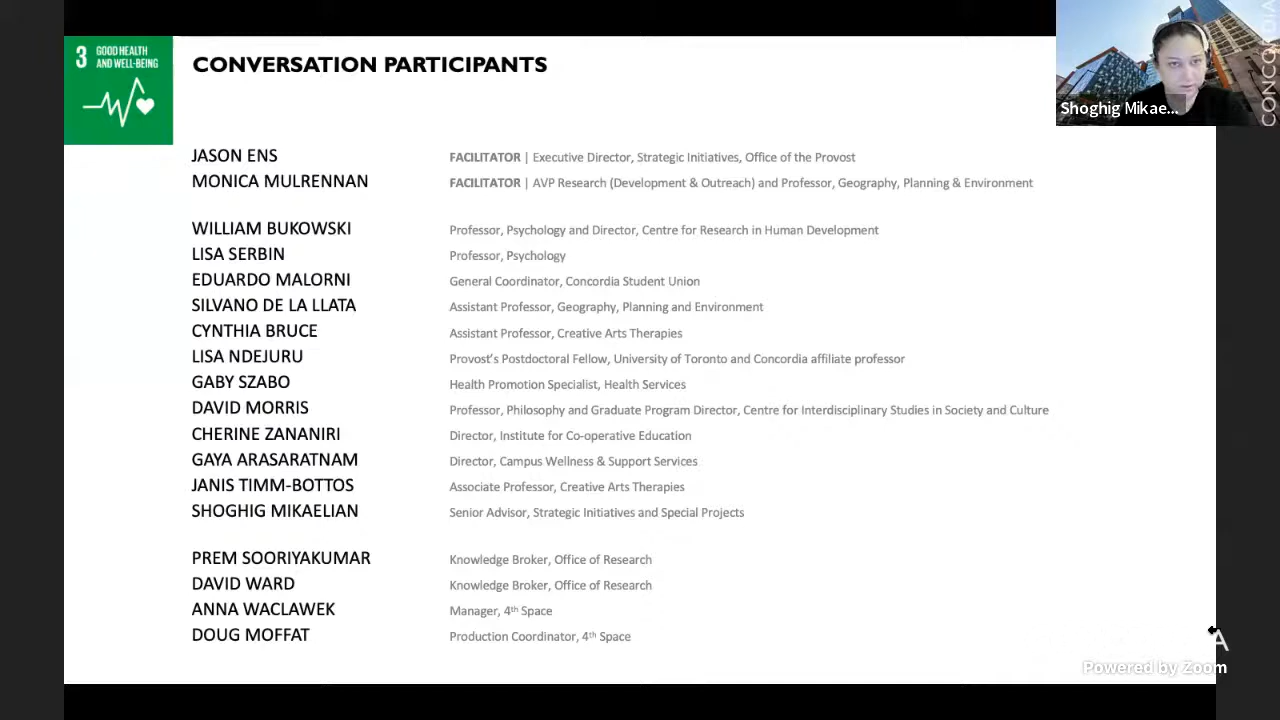 3 GOOD HEALTH
AND WELL-BEING
CONVERSATION PARTICIPANTS
Shoghig Mikae...
CONCORDIA
JASON ENS FACILITATOR | Executive Director, Strategic Initiatives, Office of the Provost
MONICA MULRENNAN FACILITATOR | AVP Research (Development & Outreach) and Professor, Geography, Planning & Environment
WILLIAM BUKOWSKI Professor, Psychology and Director, Centre for Research in Human Development
LISA SERBIN Professor, Psychology
EDUARDO MALORNI General Coordinator, Concordia Student Union
SILVANO DE LA LLATA Assistant Professor, Geography, Planning and Environment
CYNTHIA BRUCE Assistant Professor, Creative Arts Therapies
LISA NDEJURU Provost's Postdoctoral Fellow, University of Toronto and Concordia affiliate professor
GABY SZABO Health Promotion Specialist, Health Services
DAVID MORRIS Professor, Philosophy and Graduate Program Director, Centre for Interdisciplinary Studies in Society and Culture
CHERINE ZANANIRI Director, Institute for Co-operative Education
GAYA ARASARATNAM Director, Campus Wellness & Support Services
JANIS TIMM-BOTTOS Associate Professor, Creative Arts Therapies
SHOGHIG MIKAELIAN Senior Advisor, Strategic Initiatives and Special Projects
PREM SOORIYAKUMAR Knowledge Broker, Office of Research
DAVID WARD Knowledge Broker, Office of Research
ANNA WACLAWEK Manager, 4th Space
DOUG MOFFAT Production Coordinator, 4th Space
Powered by Zoom